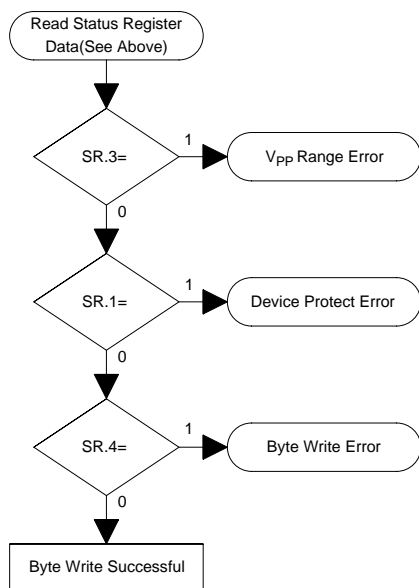 Read Status Register
Data(See Above)
SR.3=
1
VPP Range Error
0
SR.1=
1
Device Protect Error
0
SR.4=
1
Byte Write Error
0
Byte Write Successful